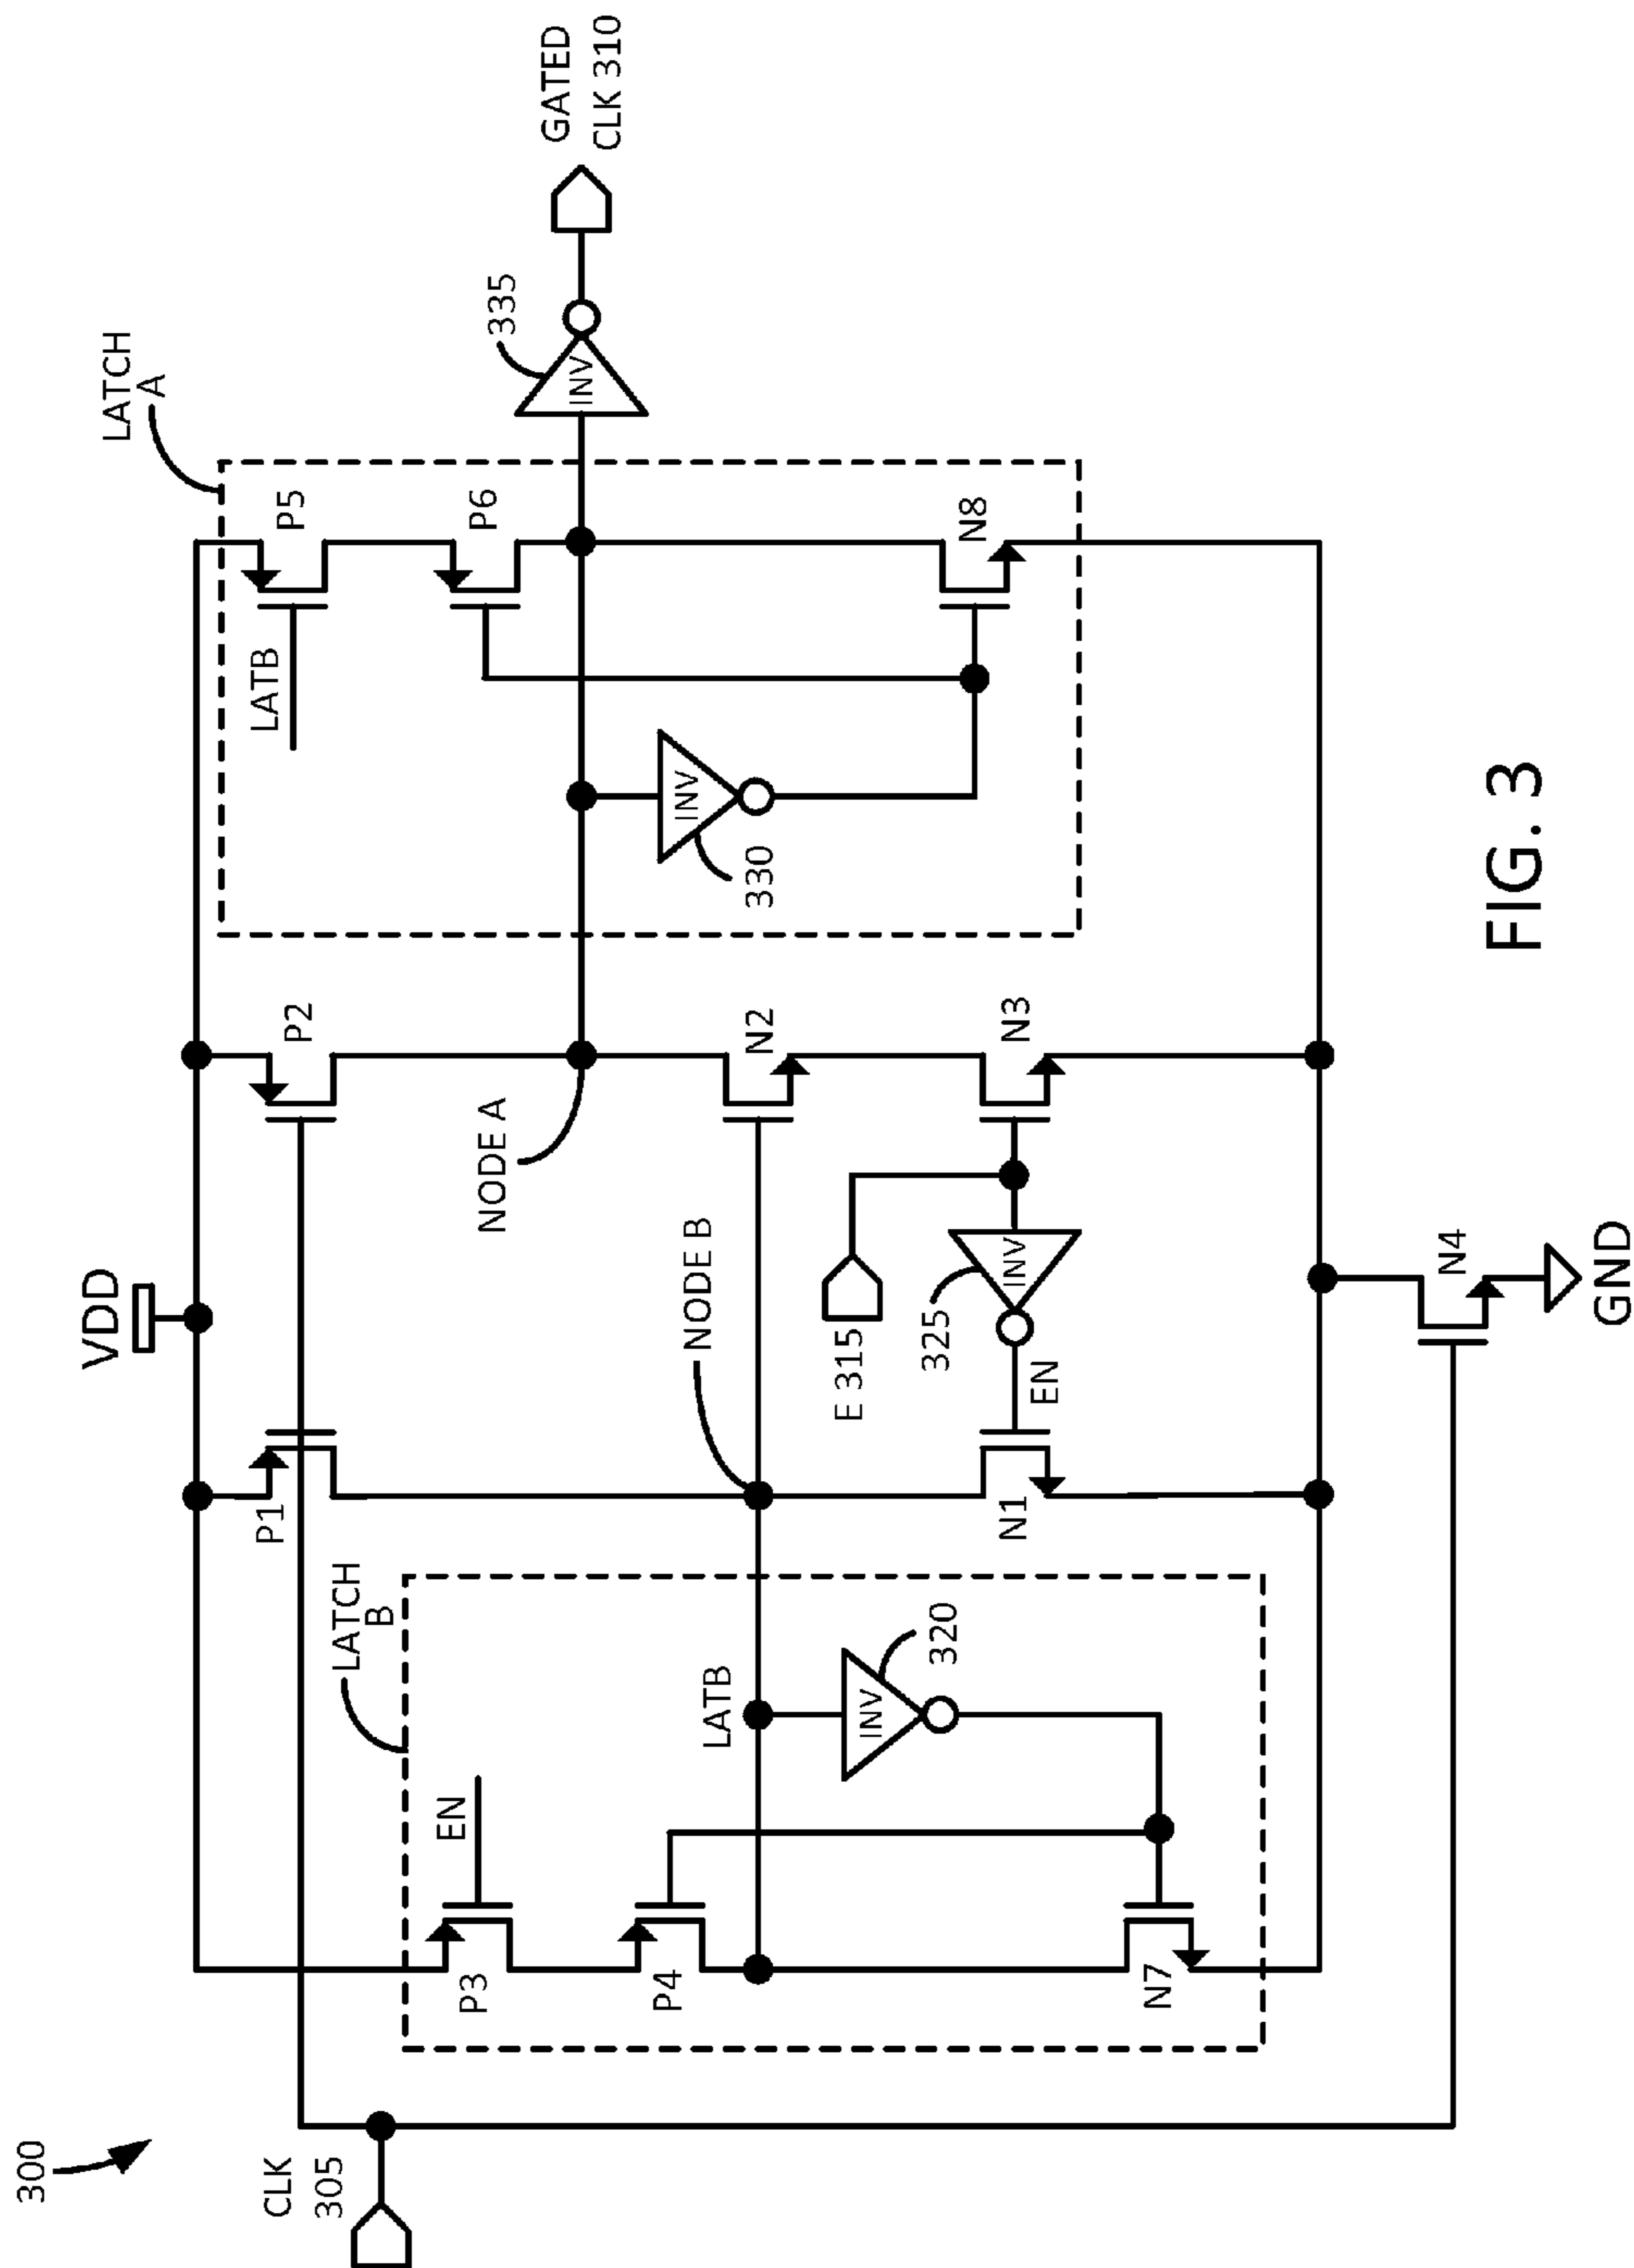 300
CLK
305
VDD
P1
P2
LATCH
A
LATB
P5
P6
GATED
CLK 310
335
INV
LATCH
B
EN
P3
P4
LATB
INV
320
N7
NODE A
NODE B
N2
E 315
325
INV
EN
N1
N3
INV
330
N8
N4
GND
FIG. 3